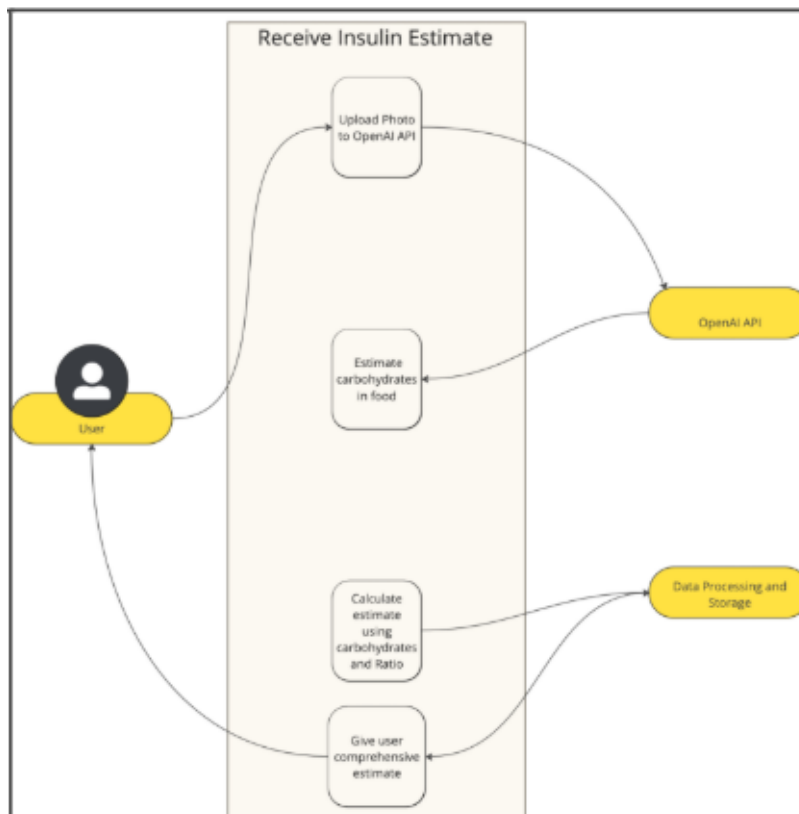 Receive Insulin Estimate
Upload Photo
to OpenAI API
OpenAI API
Estimate
carbohydrates
in food
User
Data Processing and
Storage
Calculate
estimate
using
carbohydrates
and Ratio
Give user
comprehensive
estimate